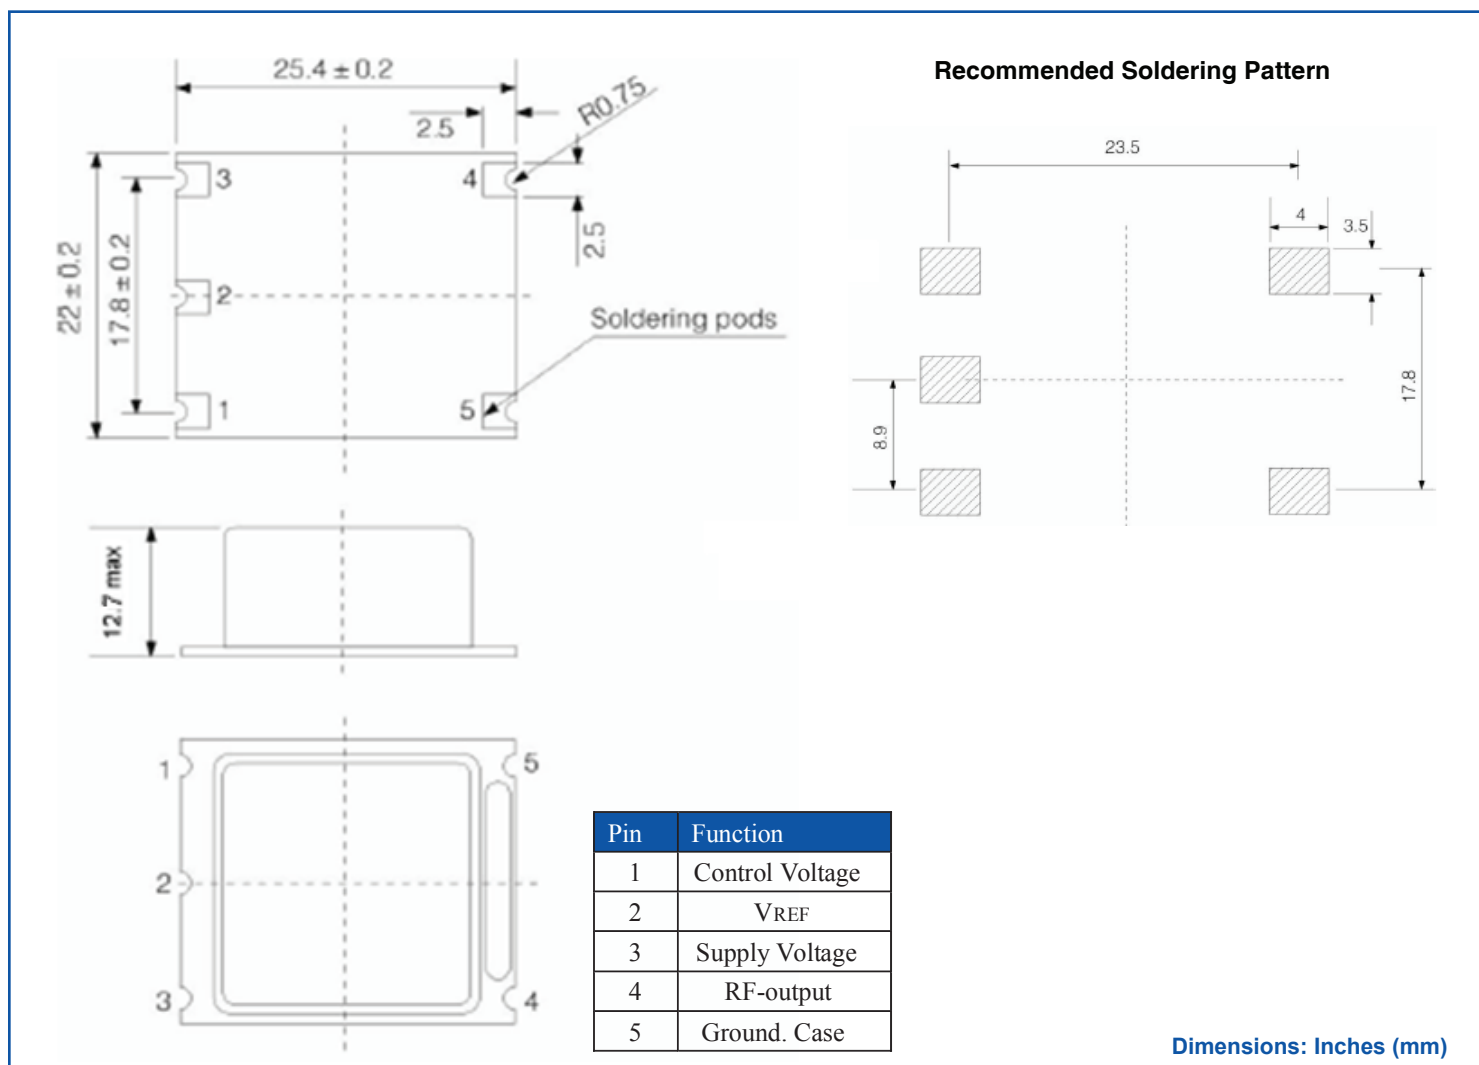 25.4 ± 0.2
Recommended Soldering Pattern
2.5
R0.75
23.5
3
4
4
3.5
2.5
22 ± 0.2
17.8 ± 0.2
2
Soldering pods
17.8
8.9
1
5
12.7 max
1
5
2
3
4
Pin Function
1 Control Voltage
2 VREF
3 Supply Voltage
4 RF-output
5 Ground. Case
Dimensions: Inches (mm)